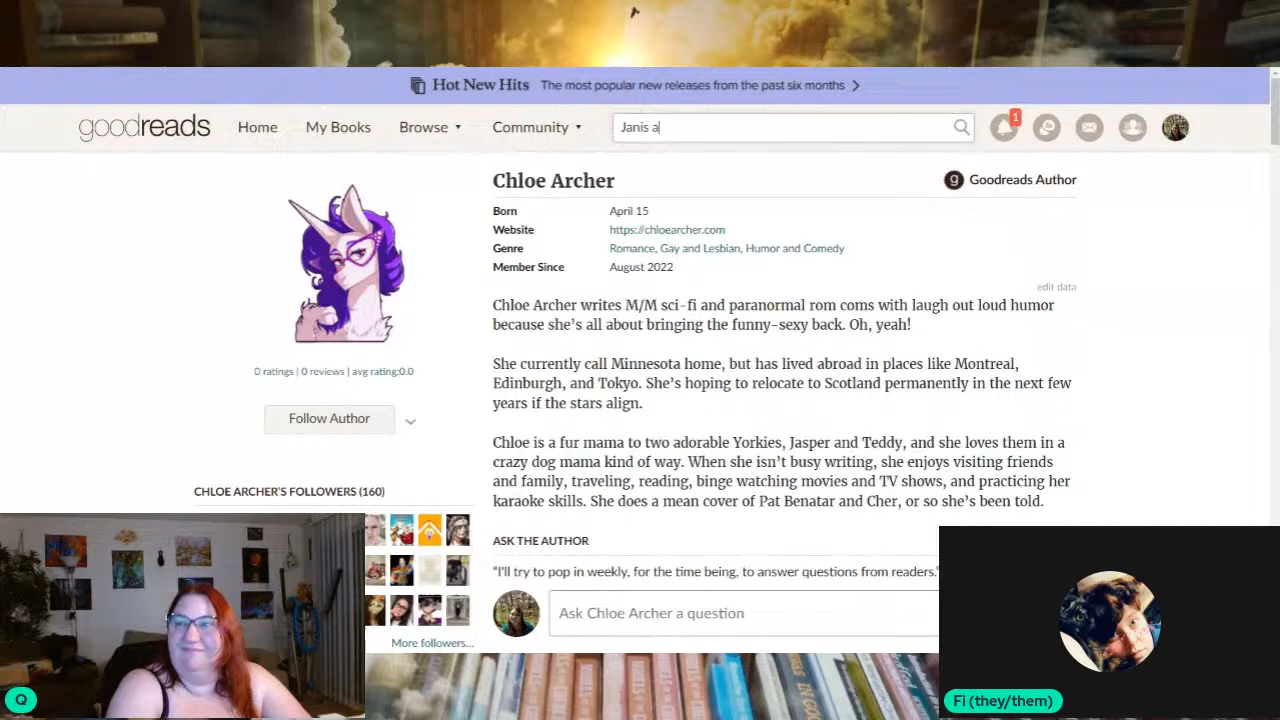 Hot New Hits The most popular new releases from the past six months
goodreads Home My Books Browse Community Janis a 1
Chloe Archer g Goodreads Author
Born April 15
Website https://chloearcher.com
Genre Romance, Gay and Lesbian, Humor and Comedy
Member Since August 2022
edit data
Chloe Archer writes M/M sci-fi and paranormal rom coms with laugh out loud humor
because she's all about bringing the funny-sexy back. Oh, yeah!
She currently call Minnesota home, but has lived abroad in places like Montreal,
Edinburgh, and Tokyo. She's hoping to relocate to Scotland permanently in the next few
years if the stars align.
Chloe is a fur mama to two adorable Yorkies, Jasper and Teddy, and she loves them in a
crazy dog mama kind of way. When she isn't busy writing, she enjoys visiting friends
and family, traveling, reading, binge watching movies and TV shows, and practicing her
karaoke skills. She does a mean cover of Pat Benatar and Cher, or so she's been told.
0 ratings | 0 reviews | avg rating:0.0
Follow Author
CHLOE ARCHER'S FOLLOWERS (160)
More followers...
ASK THE AUTHOR
"I'll try to pop in weekly, for the time being, to answer questions from readers."
Ask Chloe Archer a question
Q
Fi (they/them)